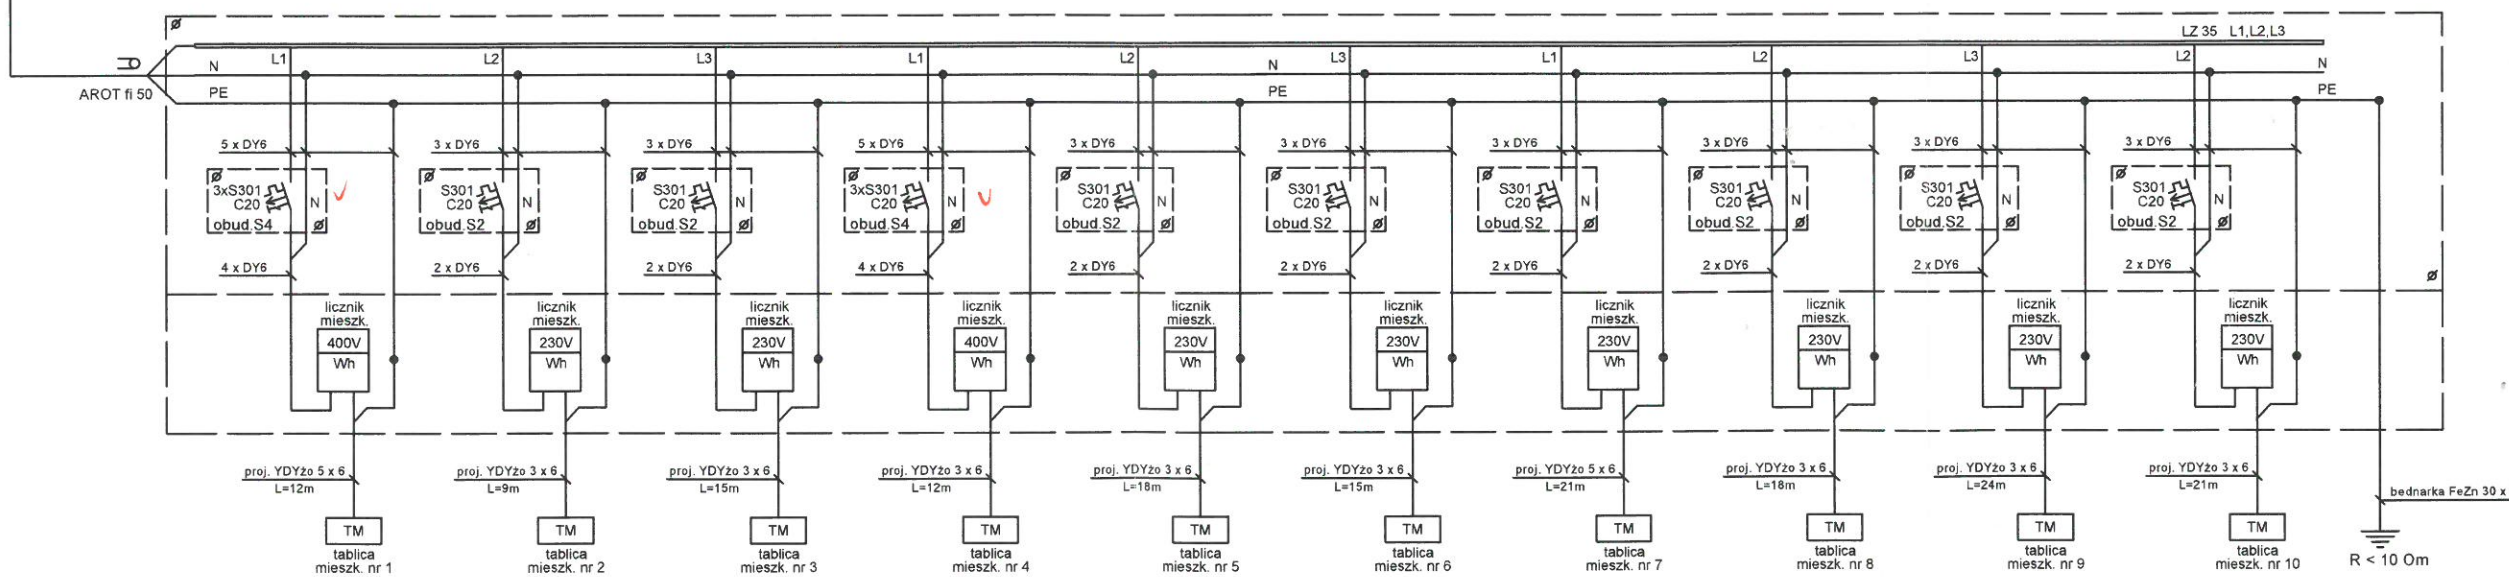 LZ 35 L1,L2,L3
L1 L2 L3 L1 L2 L3 L1 L2 L3 L2
N N N
AROT fi 50 PE PE PE
5 x DY6 3 x DY6 3 x DY6 5 x DY6 3 x DY6 3 x DY6 3 x DY6 3 x DY6 3 x DY6 3 x DY6
3xS301 S301 S301 3xS301 S301 S301 S301 S301 S301 S301
C20 N C20 N C20 N C20 N C20 N C20 N C20 N C20 N C20 N C20 N
obud.S4 obud.S2 obud.S2 obud.S4 obud.S2 obud.S2 obud.S2 obud.S2 obud.S2 obud.S2
4 x DY6 2 x DY6 2 x DY6 4 x DY6 2 x DY6 2 x DY6 2 x DY6 2 x DY6 2 x DY6 2 x DY6
licznik licznik licznik licznik licznik licznik licznik licznik licznik licznik
mieszk. mieszk. mieszk. mieszk. mieszk. mieszk. mieszk. mieszk. mieszk. mieszk.
400V 230V 230V 400V 230V 230V 230V 230V 230V 230V
Wh Wh Wh Wh Wh Wh Wh Wh Wh Wh
proj. YDYżo 5 x 6 proj. YDYżo 3 x 6 proj. YDYżo 3 x 6 proj. YDYżo 3 x 6 proj. YDYżo 3 x 6 proj. YDYżo 3 x 6 proj. YDYżo 5 x 6 proj. YDYżo 3 x 6 proj. YDYżo 3 x 6 proj. YDYżo 3 x 6
L=12m L=9m L=15m L=12m L=18m L=15m L=21m L=18m L=24m L=21m
bednarka FeZn 30 x
TM TM TM TM TM TM TM TM TM TM
tablica tablica tablica tablica tablica tablica tablica tablica tablica tablica
mieszk. nr 1 mieszk. nr 2 mieszk. nr 3 mieszk. nr 4 mieszk. nr 5 mieszk. nr 6 mieszk. nr 7 mieszk. nr 8 mieszk. nr 9 mieszk. nr 10
R < 10 Om